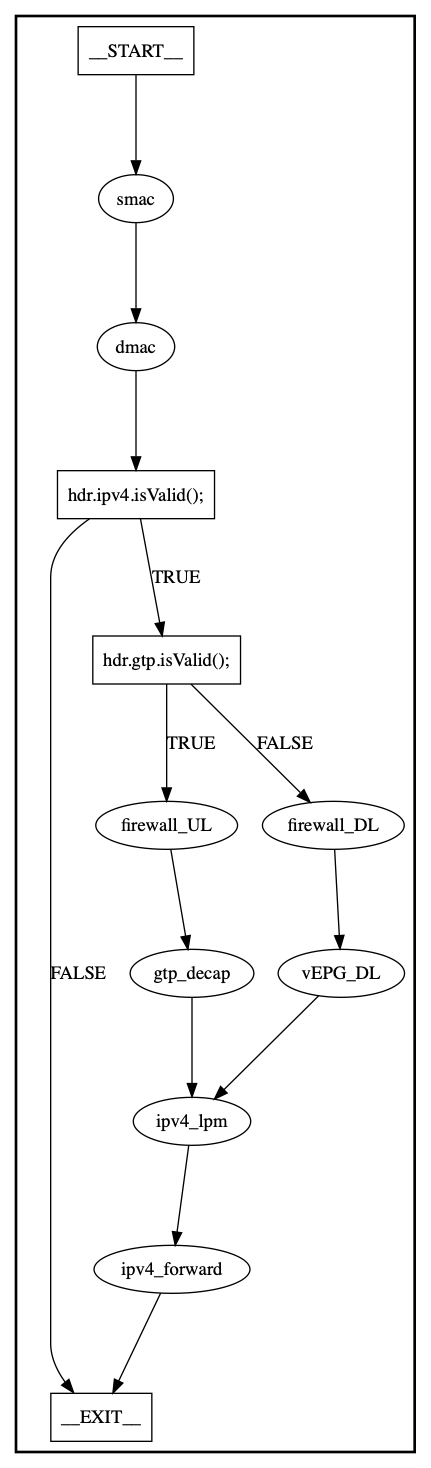 __START__
smac
dmac
hdr.ipv4.isValid();
TRUE
hdr.gtp.isValid();
TRUE
FALSE
firewall_UL
firewall_DL
FALSE
gtp_decap
vEPG_DL
ipv4_lpm
ipv4_forward
__EXIT__